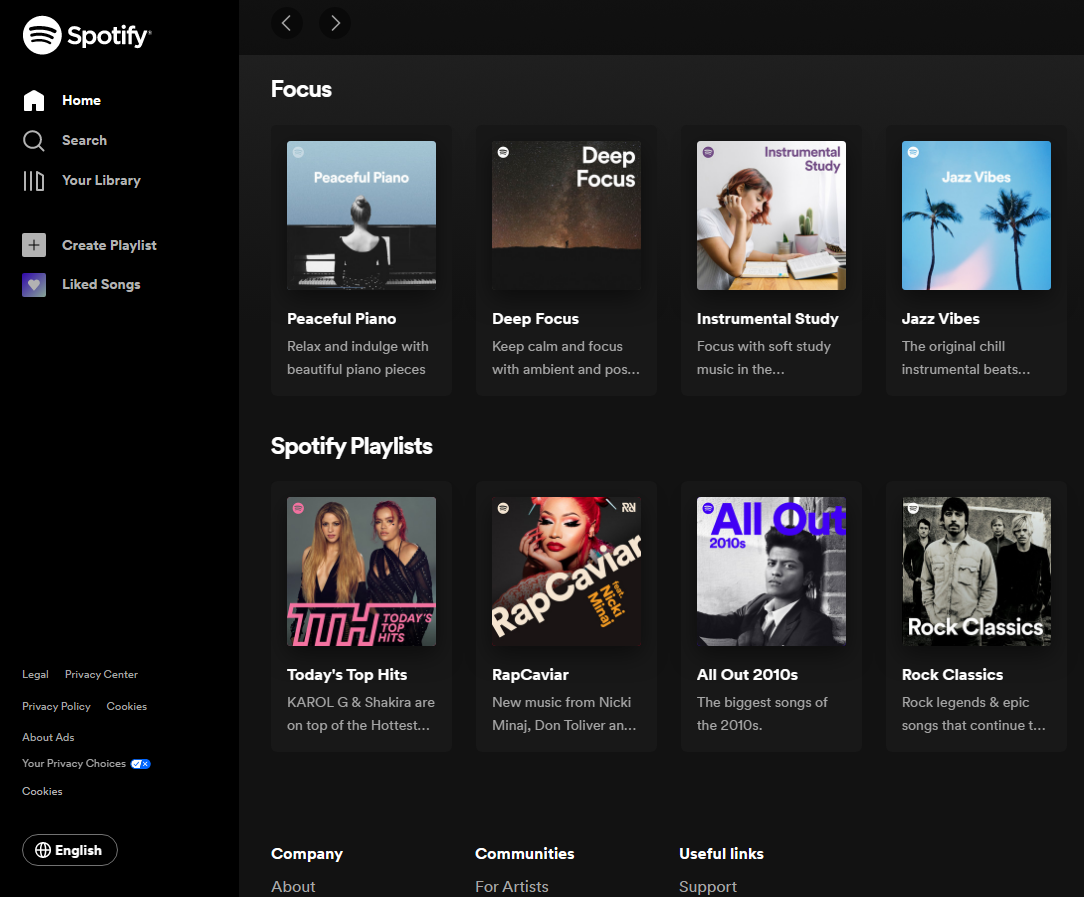 Spotify
Home
Search
Your Library
Create Playlist
Liked Songs
Legal Privacy Center
Privacy Policy Cookies
About Ads
Your Privacy Choices
Cookies
English
Focus
Peaceful Piano
Peaceful Piano
Relax and indulge with
beautiful piano pieces
Deep
Focus
Deep Focus
Keep calm and focus
with ambient and pos...
Instrumental
Study
Instrumental Study
Focus with soft study
music in the...
Jazz Vibes
Jazz Vibes
The original chill
instrumental beats...
Spotify Playlists
TTH TODAY'S
TOP
HITS
Today's Top Hits
KAROL G & Shakira are
on top of the Hottest...
RapCaviar
feat.
Nicki
Minaj
RapCaviar
New music from Nicki
Minaj, Don Toliver an...
All Out
2010s
All Out 2010s
The biggest songs of
the 2010s.
Rock Classics
Rock Classics
Rock legends & epic
songs that continue t...
Company
About
Communities
For Artists
Useful links
Support